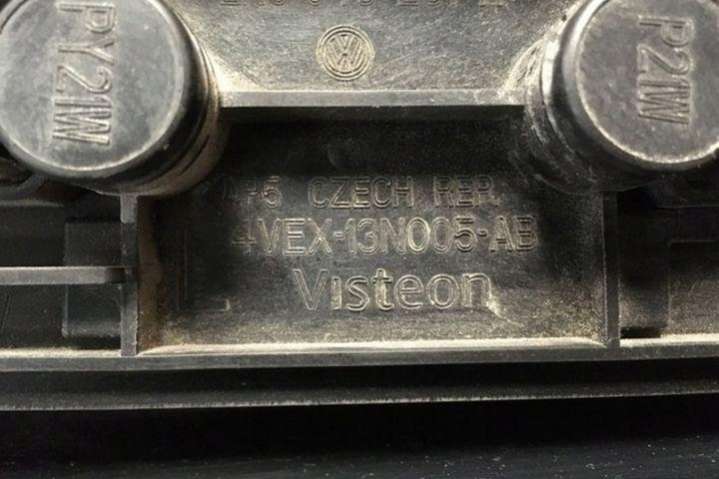 PY21W
P21W
CZECH REP.
4VEX-13N005-AB
Visteon